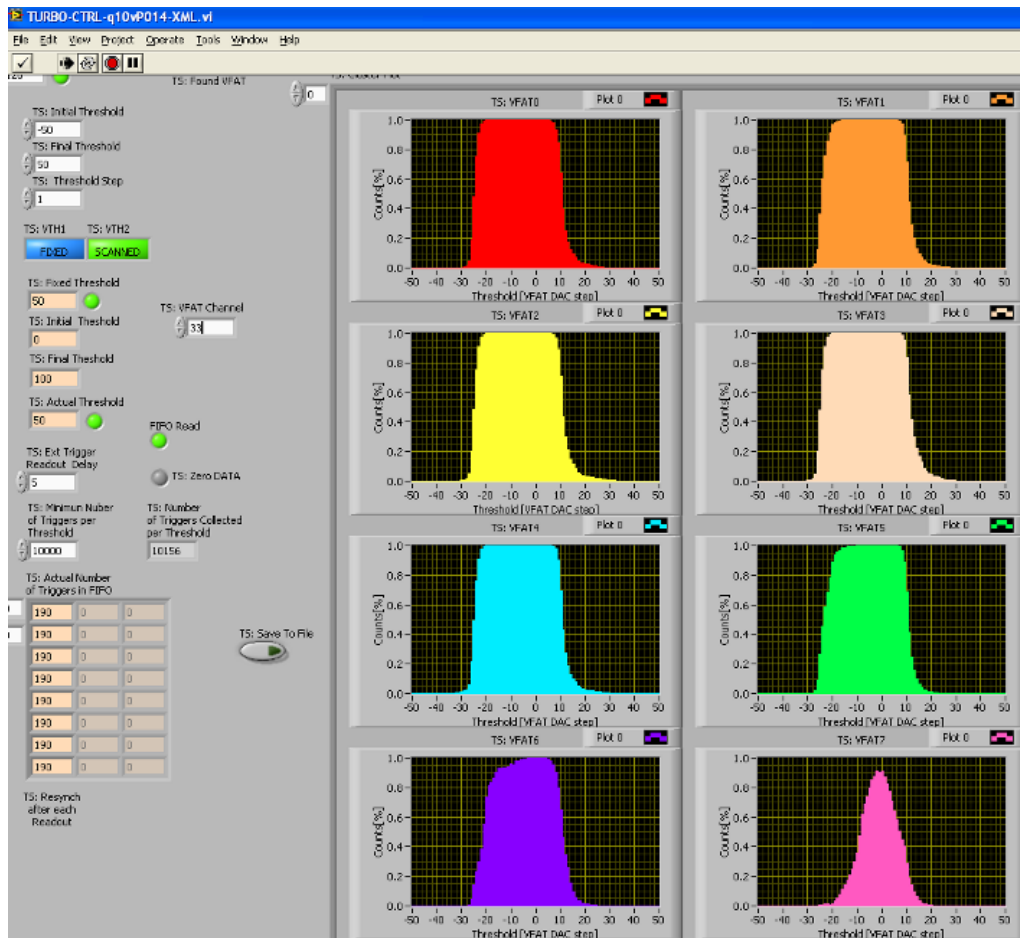 TURBO-CTRL-q10vP014-XML.vi
File Edit View Project Operate Tools Window Help
TS: Found VFAT
0
TS: Initial Threshold
-50
TS: Final Threshold
50
TS: Threshold Step
1
TS: VTH1 TS: VTH2
FIXED SCANNED
TS: Fixed Threshold
50
TS: VFAT Channel
33
TS: Initial Theshold
0
TS: Final Theshold
100
TS: Actual Threshold
50
FIFO Read
TS: Ext Trigger
Readout Delay
5
TS: Zero DATA
TS: Minimun Nuber
of Triggers per
Threshold
10000
TS: Number
of Triggers Collected
per Threshold
10156
TS: Actual Number
of Triggers in FIFO
190 0 0
190 0 0
190 0 0
190 0 0
190 0 0
190 0 0
190 0 0
190 0 0
TS: Save To File
TS: Resynch
after each
Readout
TS: VFAT0 Plot 0
Counts[%]
1.0
0.8
0.6
0.4
0.2
0.0
-50 -40 -30 -20 -10 0 10 20 30 40 50
Threshold [VFAT DAC step]
TS: VFAT1 Plot 0
Counts[%]
1.0
0.8
0.6
0.4
0.2
0.0
-50 -40 -30 -20 -10 0 10 20 30 40 50
Threshold [VFAT DAC step]
TS: VFAT2 Plot 0
Counts[%]
1.0
0.8
0.6
0.4
0.2
0.0
-50 -40 -30 -20 -10 0 10 20 30 40 50
Threshold [VFAT DAC step]
TS: VFAT3 Plot 0
Counts[%]
1.0
0.8
0.6
0.4
0.2
0.0
-50 -40 -30 -20 -10 0 10 20 30 40 50
Threshold [VFAT DAC step]
TS: VFAT4 Plot 0
Counts[%]
1.0
0.8
0.6
0.4
0.2
0.0
-50 -40 -30 -20 -10 0 10 20 30 40 50
Threshold [VFAT DAC step]
TS: VFAT5 Plot 0
Counts[%]
1.0
0.8
0.6
0.4
0.2
0.0
-50 -40 -30 -20 -10 0 10 20 30 40 50
Threshold [VFAT DAC step]
TS: VFAT6 Plot 0
Counts[%]
1.0
0.8
0.6
0.4
0.2
0.0
-50 -40 -30 -20 -10 0 10 20 30 40 50
Threshold [VFAT DAC step]
TS: VFAT7 Plot 0
Counts[%]
1.0
0.8
0.6
0.4
0.2
0.0
-50 -40 -30 -20 -10 0 10 20 30 40 50
Threshold [VFAT DAC step]